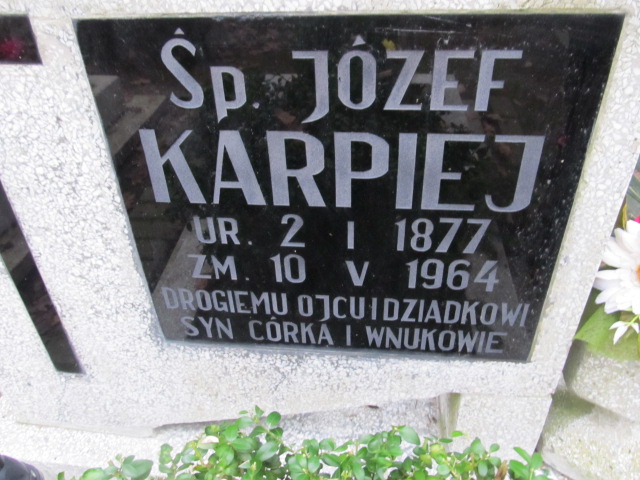 Śp. JÓZEF
KARPIEJ
UR. 2 I 1877
ZM. 10 V 1964
DROGIEMU OJCU I DZIADKOWI
SYN CÓRKA I WNUKOWIE